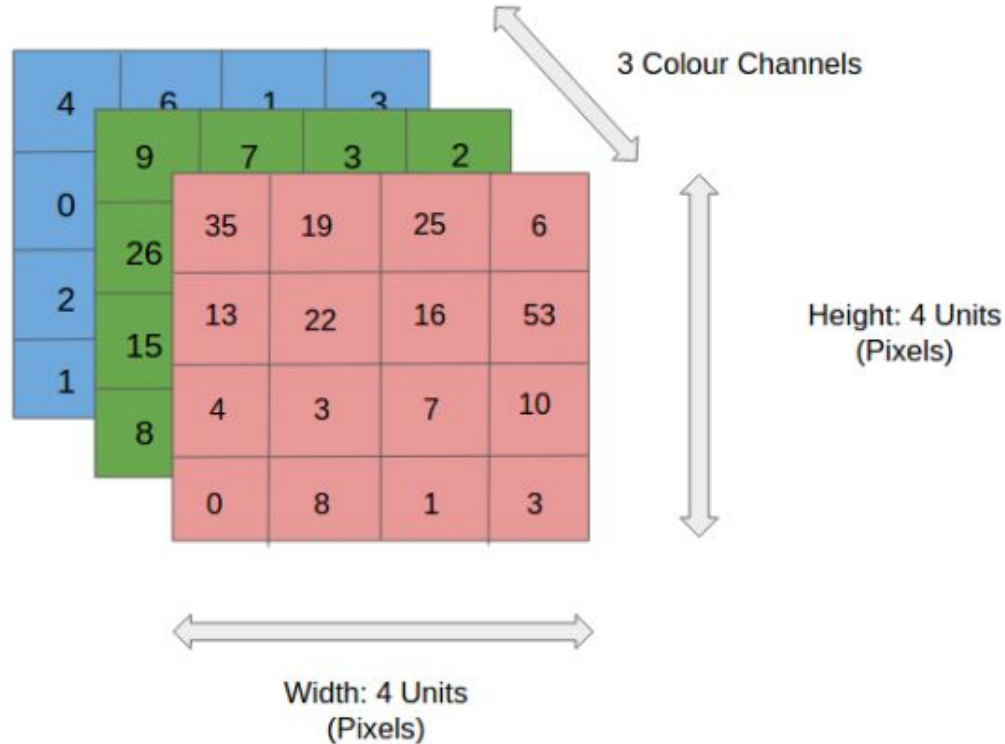 3 Colour Channels
4 6 1 3
9 7 3 2
35 19 25 6
0
26
13 22 16 53
Height: 4 Units
(Pixels)
2
15
4 3 7 10
1
8
0 8 1 3
Width: 4 Units
(Pixels)